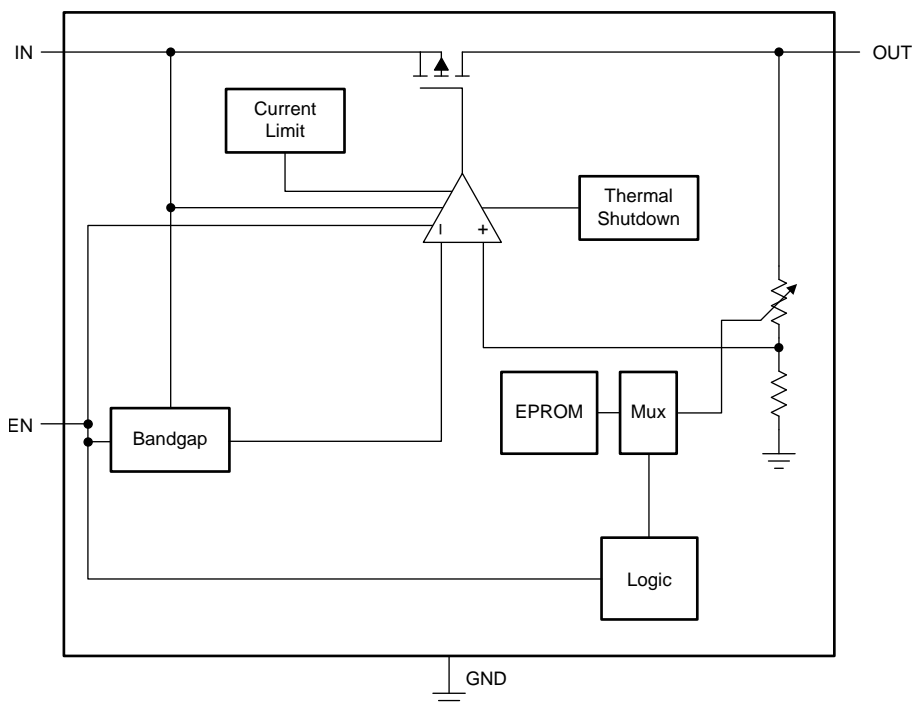 IN
OUT
Current
Limit
Thermal
Shutdown
I
+
EPROM
Mux
EN
Bandgap
Logic
GND